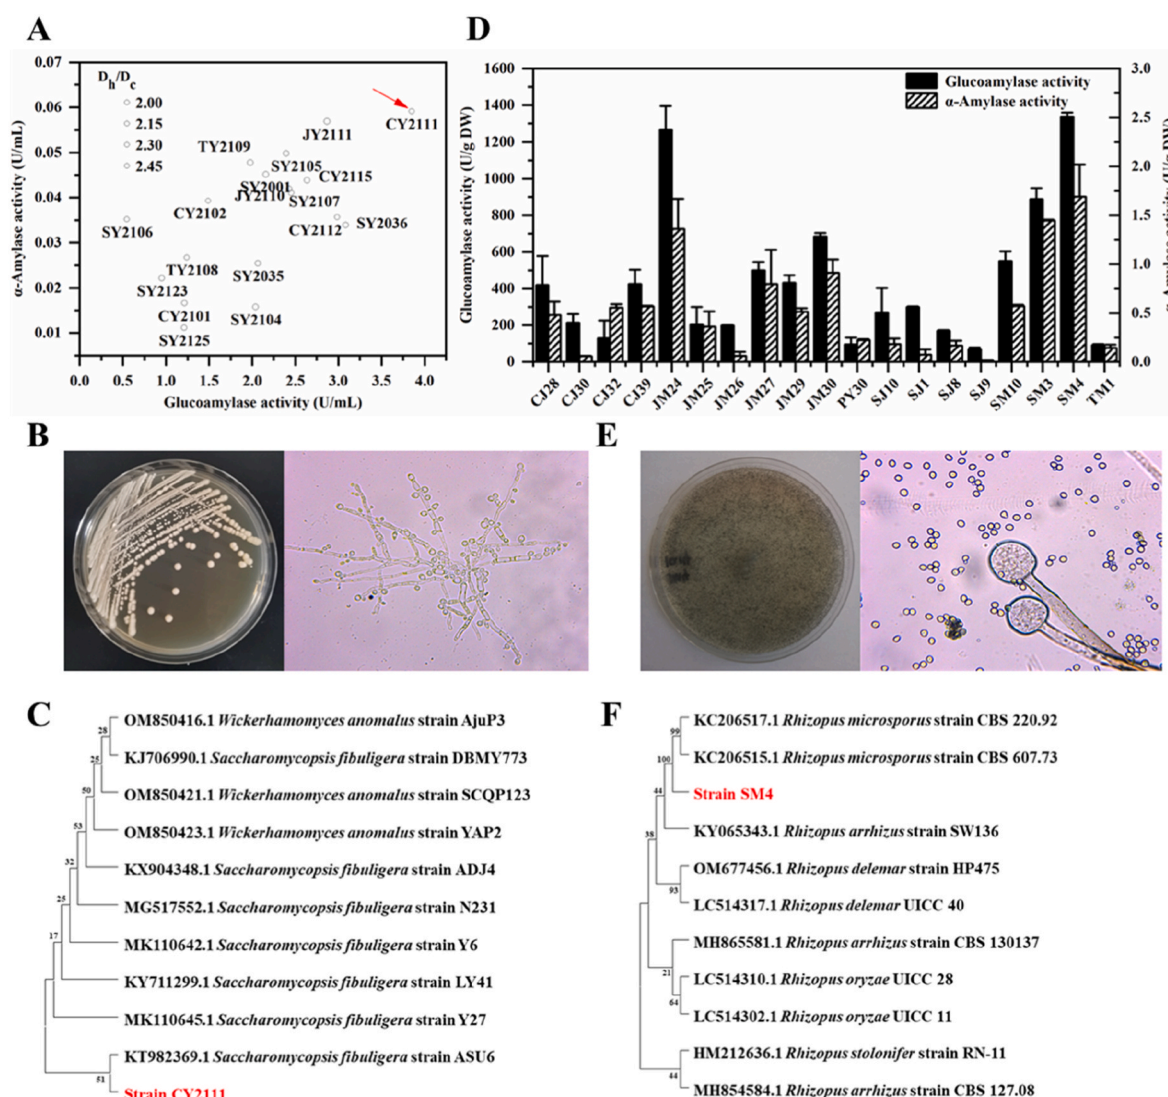 A
α-Amylase activity (U/mL)
0.07
0.06
0.05
0.04
0.03
0.02
0.01
Dh/Dc
2.00
2.15
2.30
2.45
CY2111
JY2111
TY2109
SY2105
SY2001
CY2115
JY2110
SY2107
CY2102
SY2106
CY2112
SY2036
TY2108
SY2035
SY2123
CY2101
SY2104
SY2125
0.0 0.5 1.0 1.5 2.0 2.5 3.0 3.5 4.0
Glucoamylase activity (U/mL)
D
Glucoamylase activity (U/g DW)
1600
1400
1200
1000
800
600
400
200
0
Glucoamylase activity
α-Amylase activity
3.0
2.5
2.0
1.5
1.0
0.5
0.0
α-Amylase activity (U/g DW)
CJ28 CJ30 CJ32 CJ39 JM24 JM25 JM26 JM27 JM29 JM30 PY30 SJ10 SJ1 SJ8 SJ9 SM10 SM3 SM4 TM1
B
E
C
OM850416.1 Wickerhamomyces anomalus strain AjuP3
28
KJ706990.1 Saccharomycopsis fibuligera strain DBMY773
25
OM850421.1 Wickerhamomyces anomalus strain SCQP123
50
OM850423.1 Wickerhamomyces anomalus strain YAP2
53
KX904348.1 Saccharomycopsis fibuligera strain ADJ4
32
MG517552.1 Saccharomycopsis fibuligera strain N231
25
MK110642.1 Saccharomycopsis fibuligera strain Y6
17
KY711299.1 Saccharomycopsis fibuligera strain LY41
MK110645.1 Saccharomycopsis fibuligera strain Y27
KT982369.1 Saccharomycopsis fibuligera strain ASU6
51
Strain CY2111
F
KC206517.1 Rhizopus microsporus strain CBS 220.92
99
KC206515.1 Rhizopus microsporus strain CBS 607.73
100
Strain SM4
44
KY065343.1 Rhizopus arrhizus strain SW136
38
OM677456.1 Rhizopus delemar strain HP475
93
LC514317.1 Rhizopus delemar UICC 40
MH865581.1 Rhizopus arrhizus strain CBS 130137
21
LC514310.1 Rhizopus oryzae UICC 28
64
LC514302.1 Rhizopus oryzae UICC 11
HM212636.1 Rhizopus stolonifer strain RN-11
44
MH854584.1 Rhizopus arrhizus strain CBS 127.08